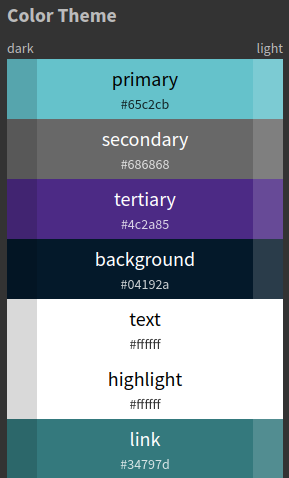 Color Theme
dark light
primary
#65c2cb
secondary
#686868
tertiary
#4c2a85
background
#04192a
text
#ffffff
highlight
#ffffff
link
#34797d